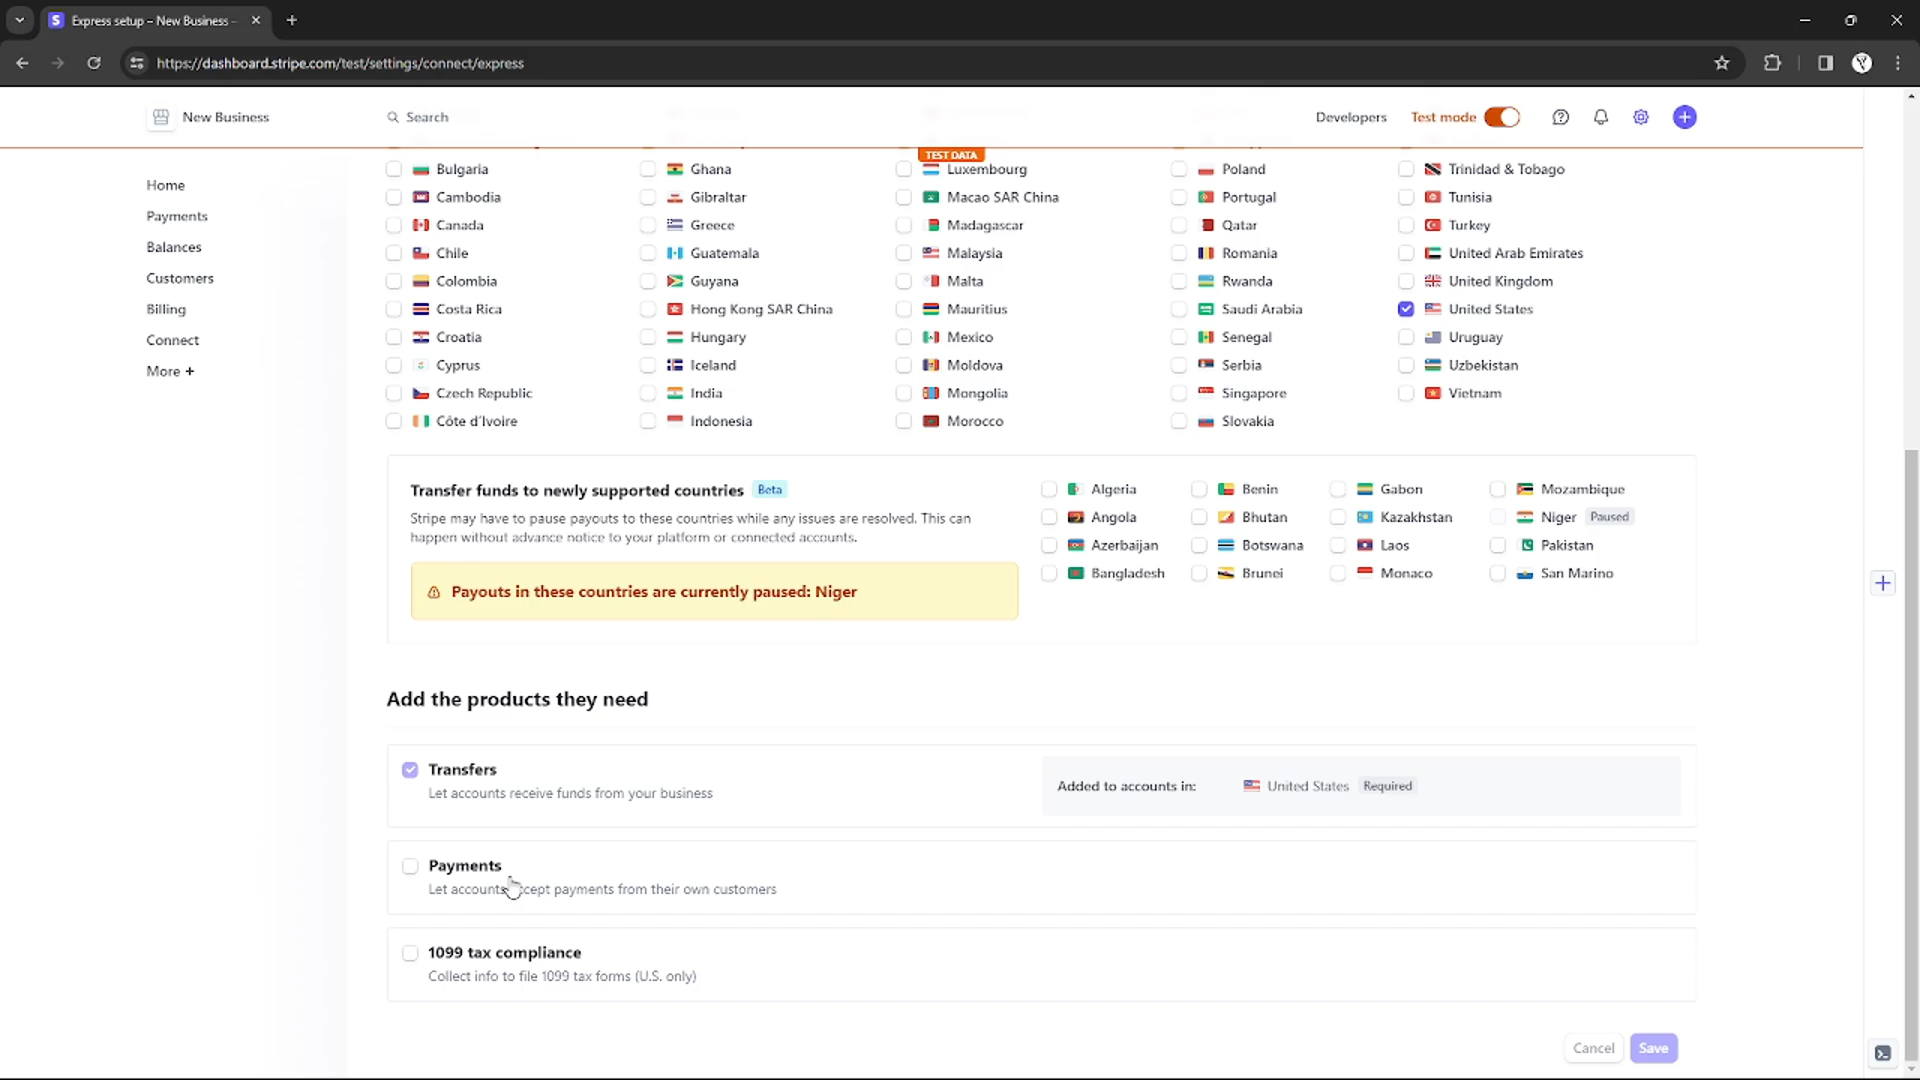 Express setup – New Business –
https://dashboard.stripe.com/test/settings/connect/express
New Business
Search
Developers
Test mode
TEST DATA
Home
Payments
Balances
Customers
Billing
Connect
More +
Bulgaria Ghana Luxembourg Poland Trinidad & Tobago
Cambodia Gibraltar Macao SAR China Portugal Tunisia
Canada Greece Madagascar Qatar Turkey
Chile Guatemala Malaysia Romania United Arab Emirates
Colombia Guyana Malta Rwanda United Kingdom
Costa Rica Hong Kong SAR China Mauritius Saudi Arabia United States
Croatia Hungary Mexico Senegal Uruguay
Cyprus Iceland Moldova Serbia Uzbekistan
Czech Republic India Mongolia Singapore Vietnam
Côte d'Ivoire Indonesia Morocco Slovakia
Transfer funds to newly supported countries Beta
Stripe may have to pause payouts to these countries while any issues are resolved. This can
happen without advance notice to your platform or connected accounts.
Payouts in these countries are currently paused: Niger
Algeria Benin Gabon Mozambique
Angola Bhutan Kazakhstan Niger Paused
Azerbaijan Botswana Laos Pakistan
Bangladesh Brunei Monaco San Marino
Add the products they need
Transfers
Let accounts receive funds from your business
Added to accounts in: United States Required
Payments
Let accounts cept payments from their own customers
1099 tax compliance
Collect info to file 1099 tax forms (U.S. only)
Cancel
Save